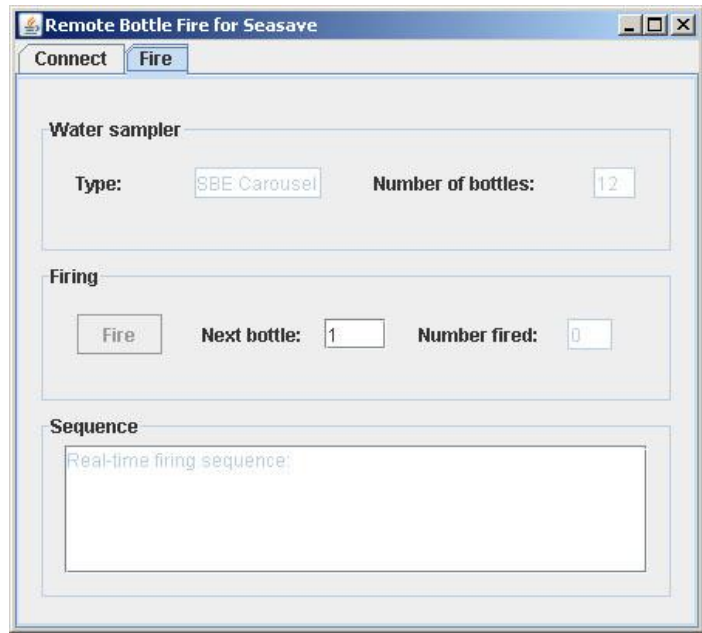 Remote Bottle Fire for Seasave
Connect Fire
Water sampler
Type: SBE Carousel Number of bottles: 12
Firing
Fire Next bottle: 1 Number fired: 0
Sequence
Real-time firing sequence: